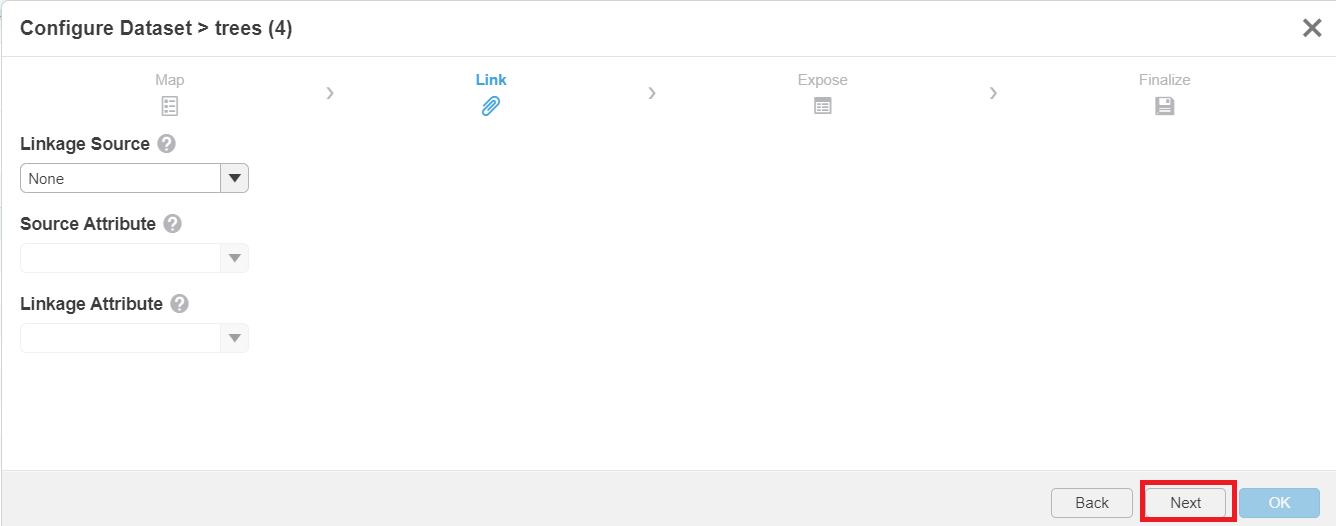 Configure Dataset > trees (4)
Map
Link
Expose
Finalize
Linkage Source
None
Source Attribute
Linkage Attribute
Back
Next
OK